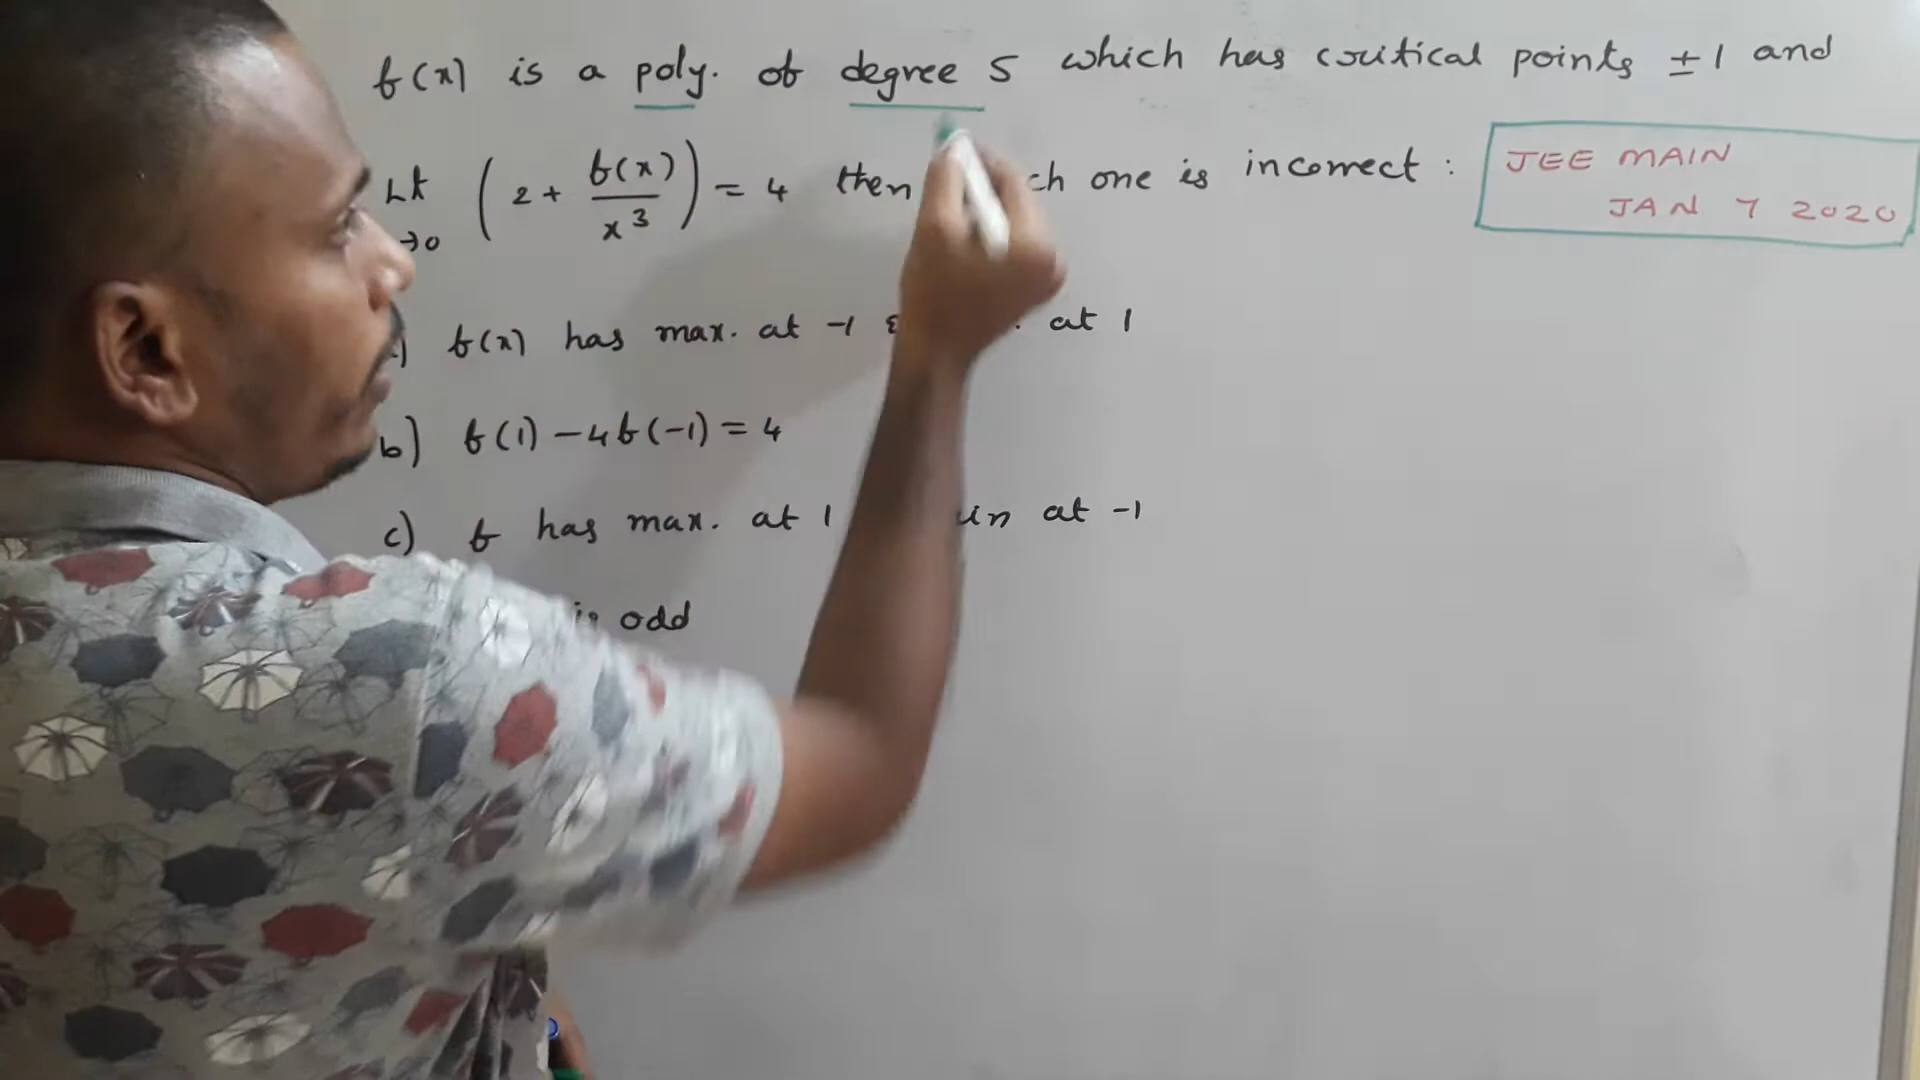 f(x) is a poly. of degree 5 which has critical points ±1 and
Lt →0 (2 + f(x)/x³) = 4 then ch one is incorrect :
JEE MAIN
JAN 7 2020
) f(x) has max. at -1 at 1
b) f(1) - 4f(-1) = 4
c) f has max. at 1 in at -1
is odd